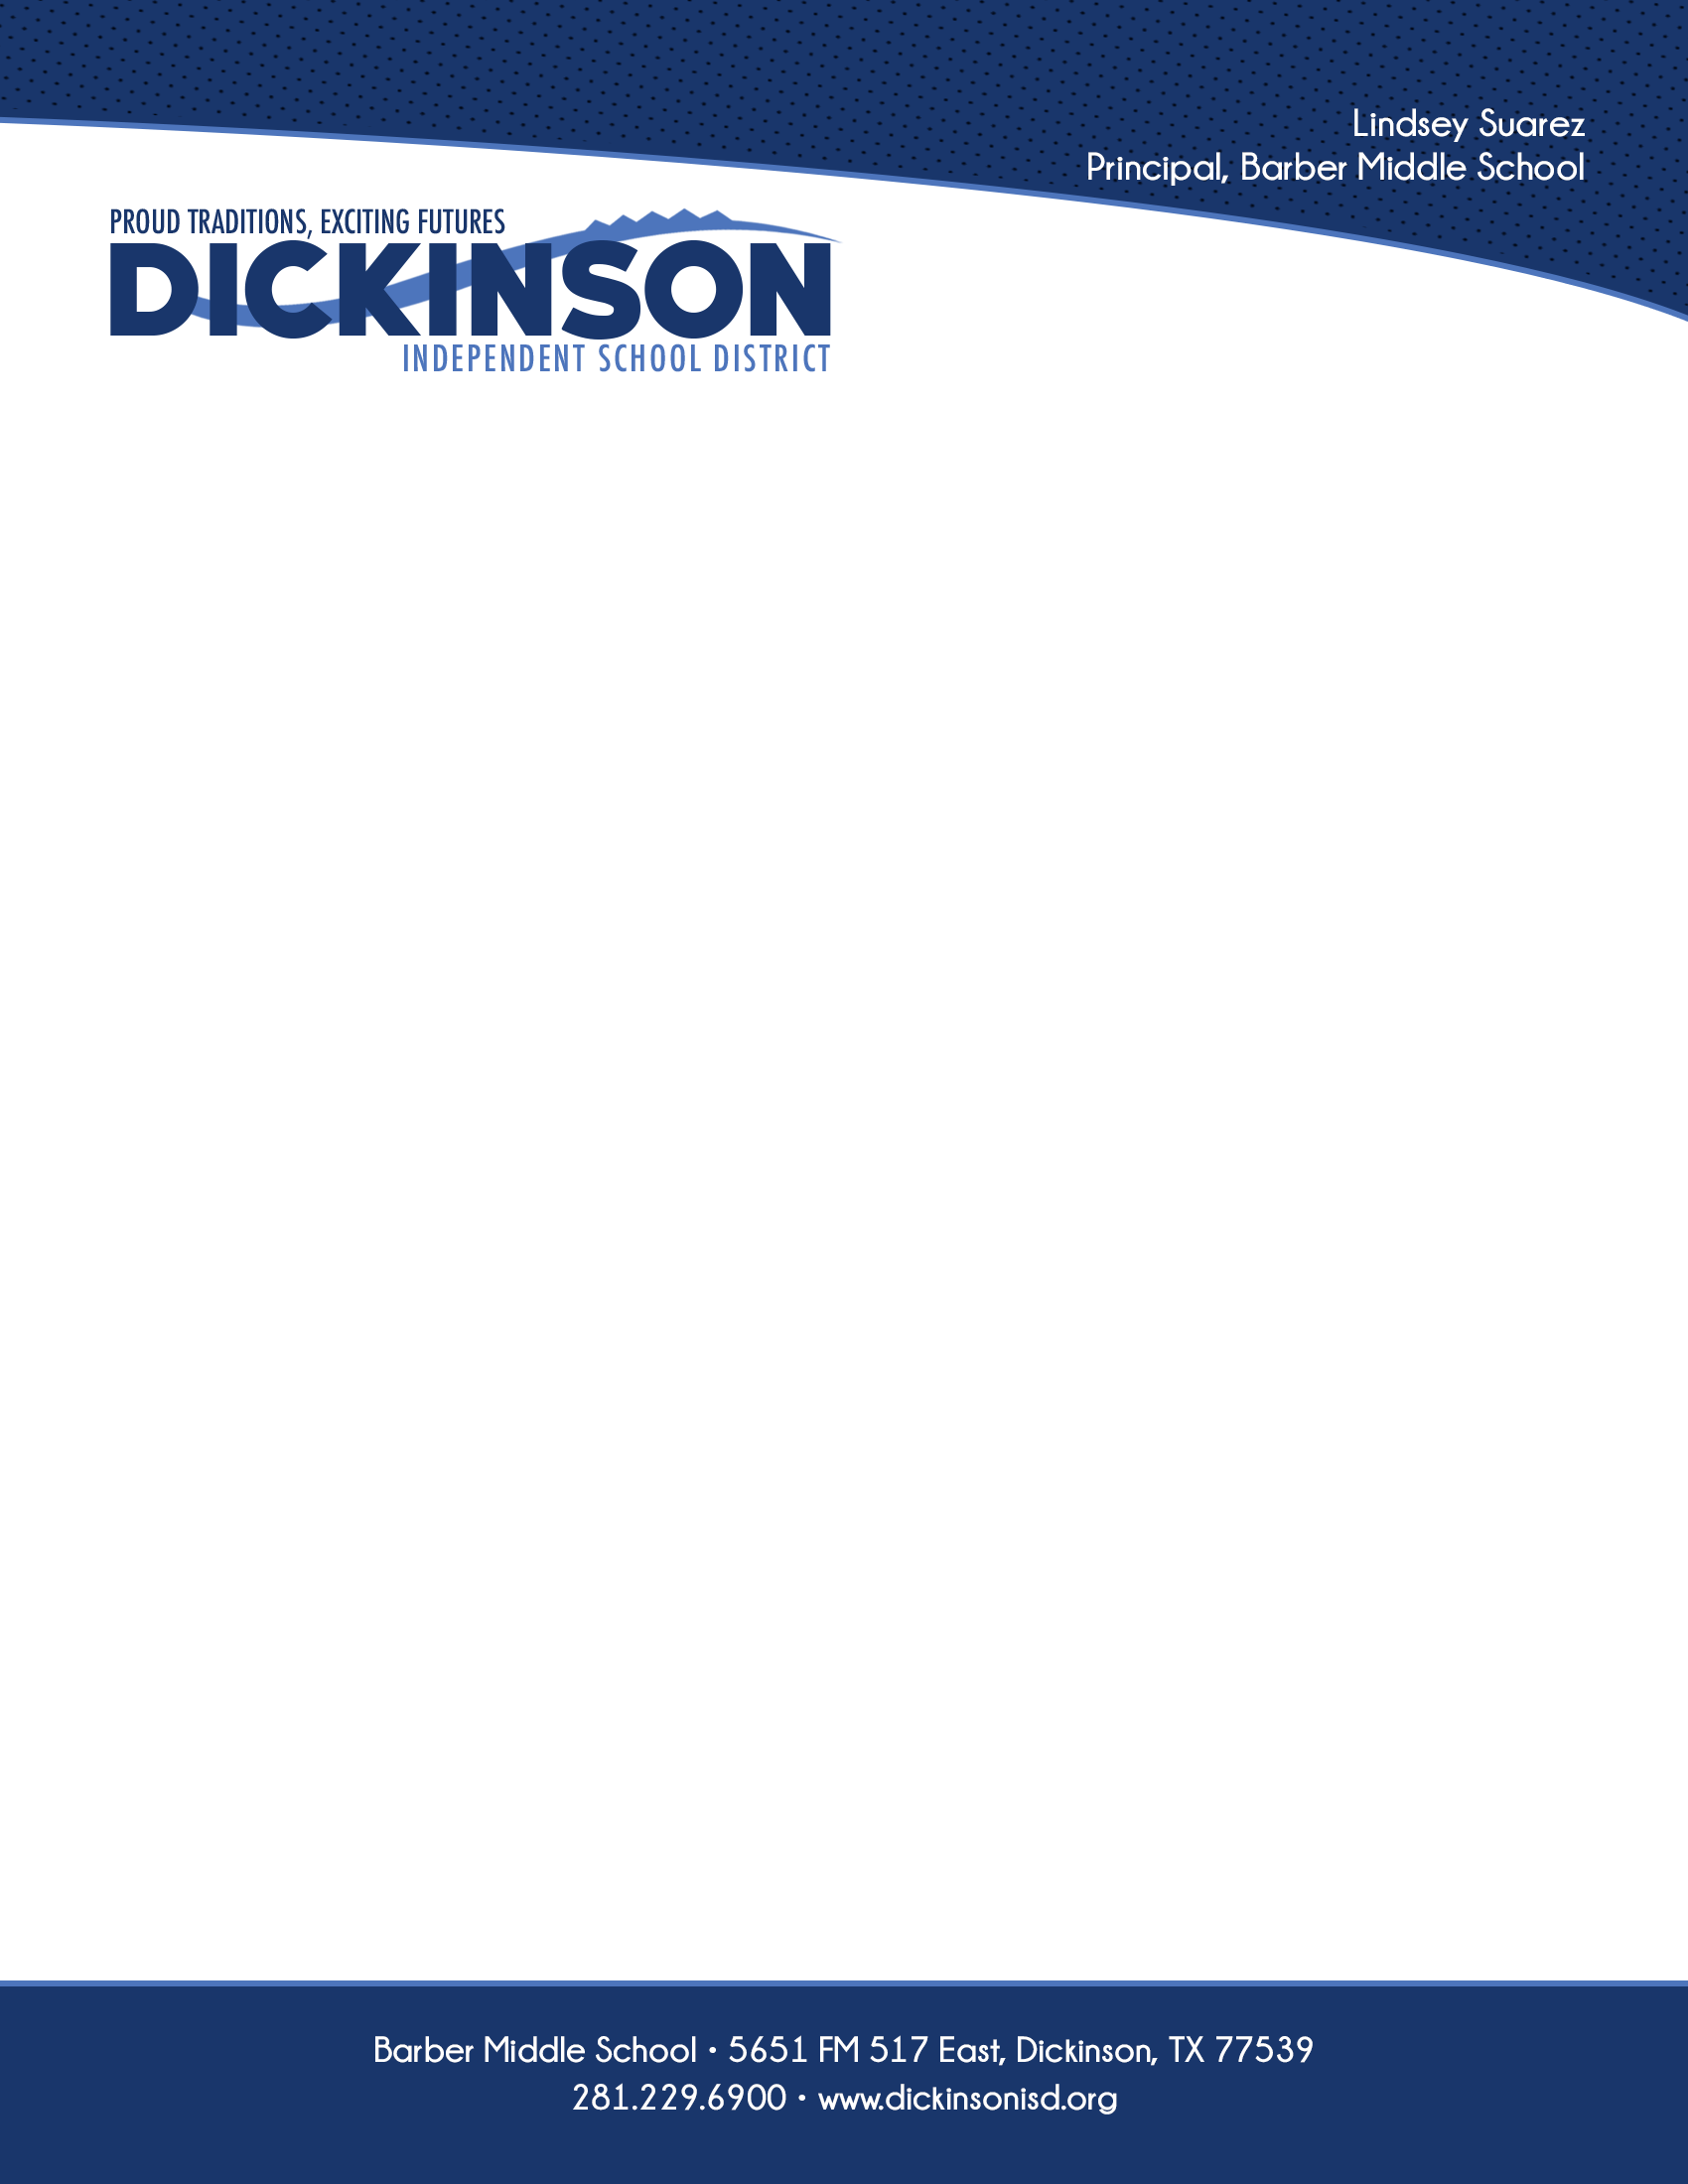 Lindsey Suarez
Principal, Barber Middle School
PROUD TRADITIONS, EXCITING FUTURES
DICKINSON
INDEPENDENT SCHOOL DISTRICT
Barber Middle School • 5651 FM 517 East, Dickinson, TX 77539
281.229.6900 • www.dickinsonisd.org